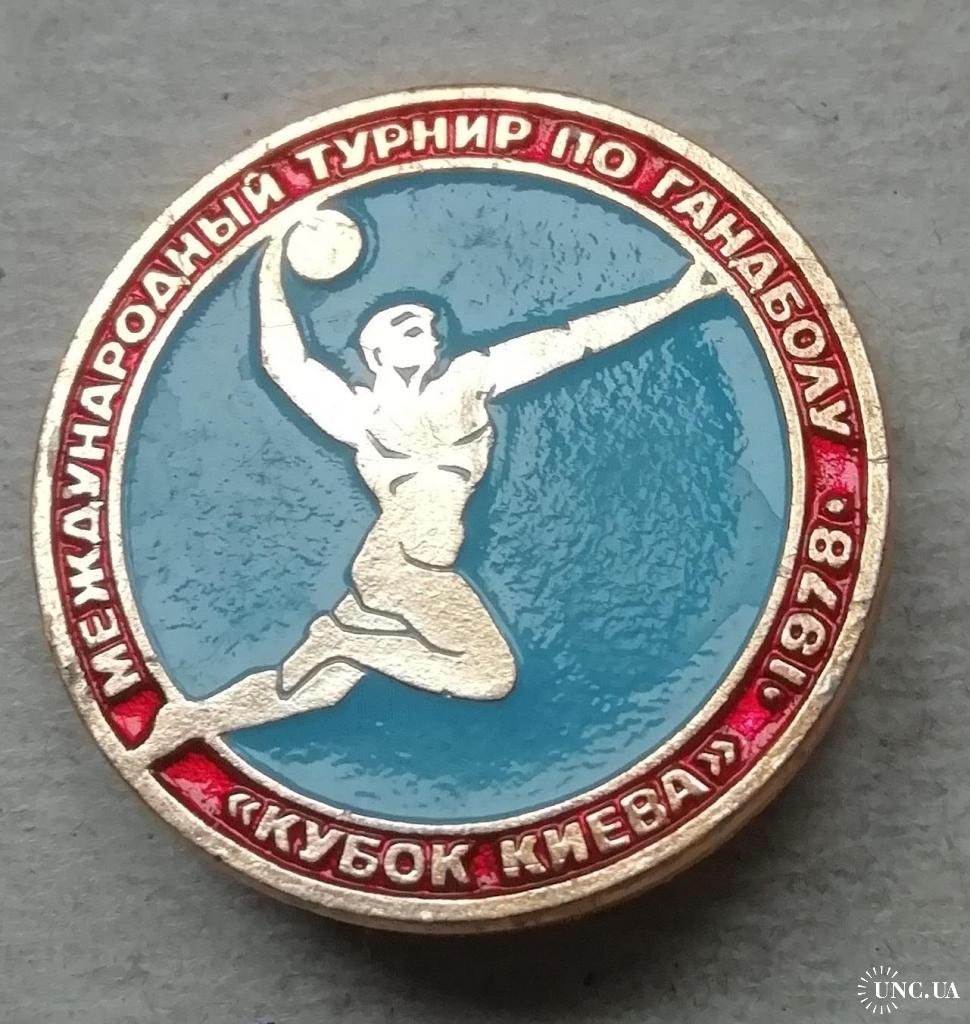 МЕЖДУНАРОДНЫЙ ТУРНИР ПО ГАНДБОЛУ
·1978·
«КУБОК КИЕВА»
UNC.UA